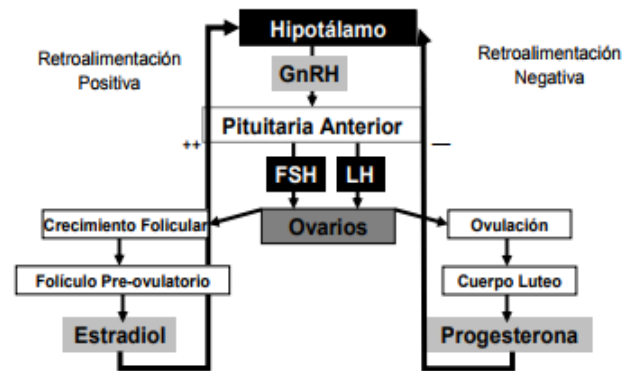 Hipotálamo
Retroalimentación
Positiva
Retroalimentación
Negativa
GnRH
Pituitaria Anterior
++
—
FSH
LH
Ovarios
Crecimiento Folicular
Ovulación
Folículo Pre-ovulatorio
Cuerpo Luteo
Estradiol
Progesterona